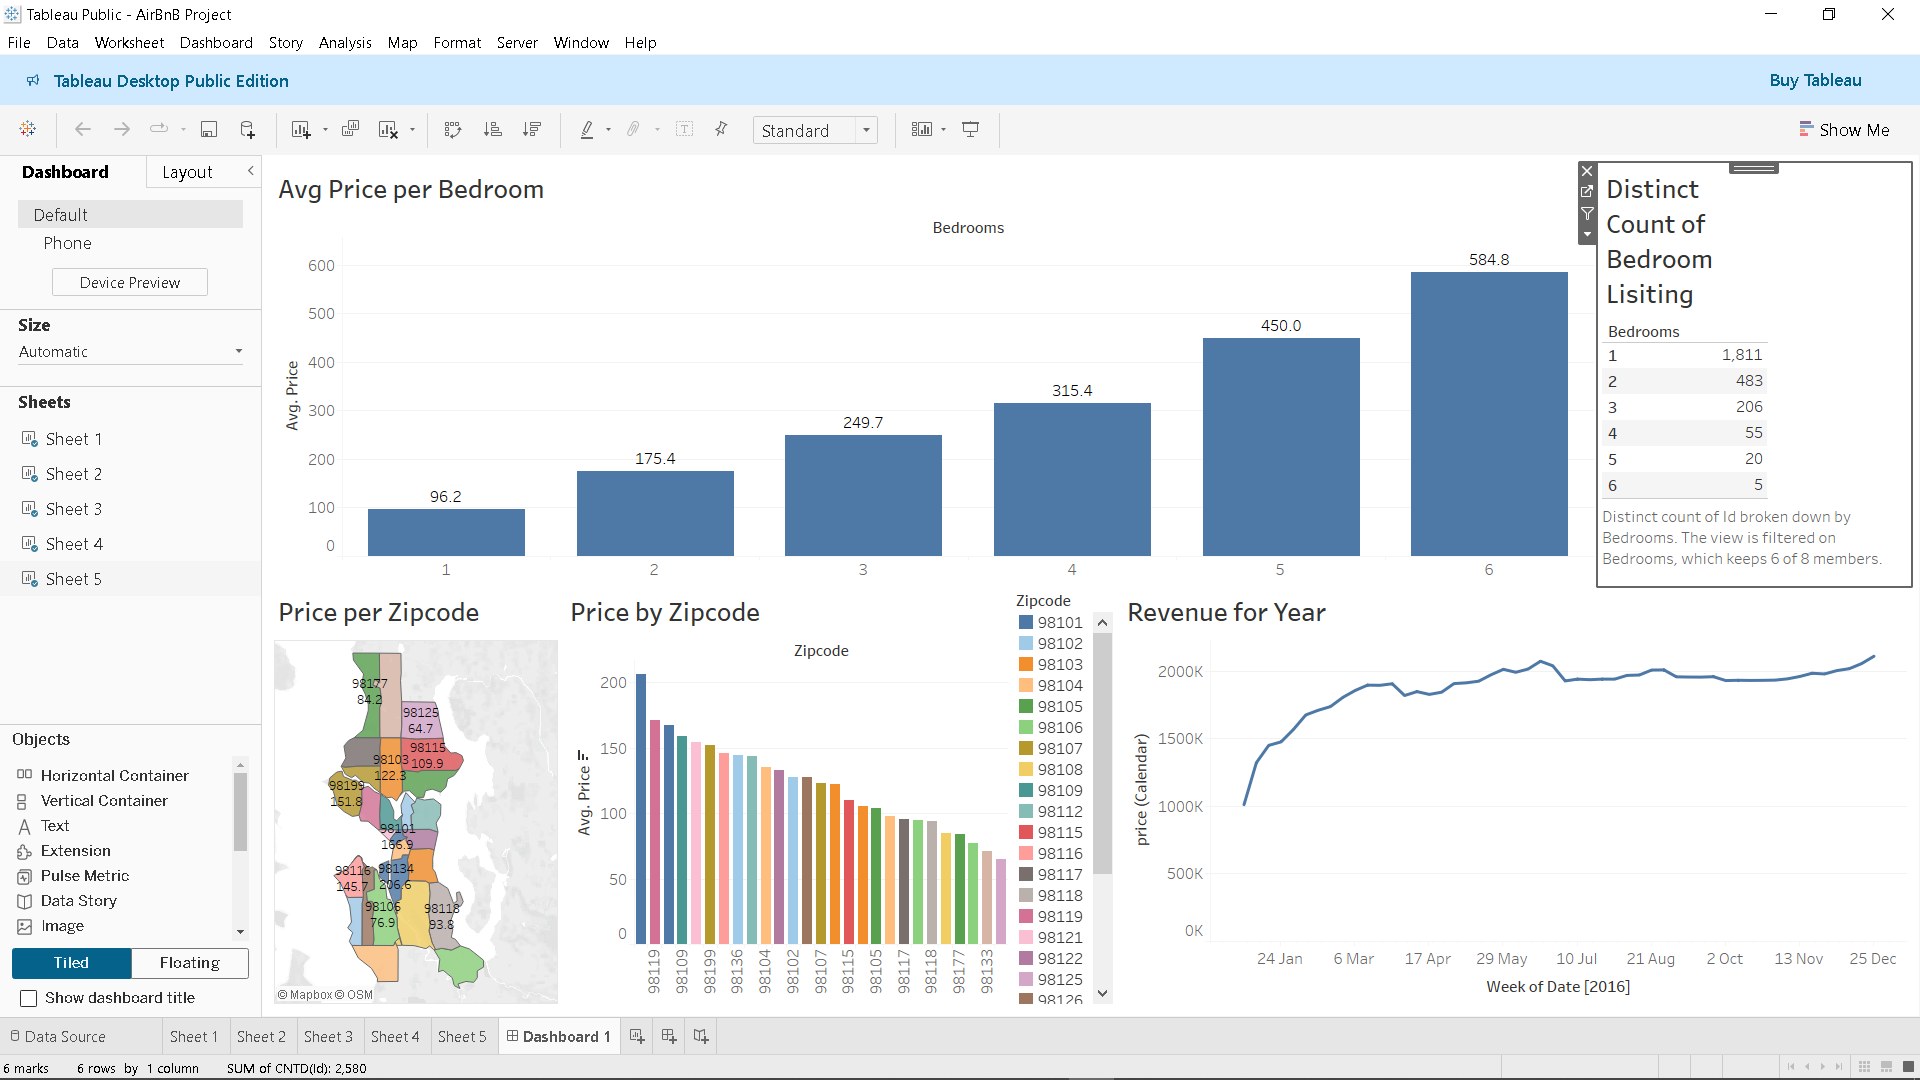 Tableau Public - AirBnB Project
File Data Worksheet Dashboard Story Analysis Map Format Server Window Help
Tableau Desktop Public Edition
Buy Tableau
Standard
Show Me
Dashboard
Layout
Default
Phone
Device Preview
Size
Automatic
Sheets
Sheet 1
Sheet 2
Sheet 3
Sheet 4
Sheet 5
Objects
Horizontal Container
Vertical Container
Text
Extension
Pulse Metric
Data Story
Image
Tiled
Floating
Show dashboard title
Avg Price per Bedroom
Bedrooms
Avg. Price
600
500
400
300
200
100
0
96.2
175.4
249.7
315.4
450.0
584.8
1 2 3 4 5 6
Distinct
Count of
Bedroom
Lisiting
Bedrooms
1 1,811
2 483
3 206
4 55
5 20
6 5
Distinct count of Id broken down by
Bedrooms. The view is filtered on
Bedrooms, which keeps 6 of 8 members.
Price per Zipcode
98177
84.2
98125
64.7
98115
109.9
98103
122.3
98199
151.8
98101
166.9
98116
145.7
98134
206.6
98106
76.9
98118
93.8
© Mapbox © OSM
Price by Zipcode
Zipcode
Avg. Price
200
150
100
50
0
98119 98109 98199 98136 98104 98102 98107 98115 98105 98117 98118 98177 98133
Zipcode
98101
98102
98103
98104
98105
98106
98107
98108
98109
98112
98115
98116
98117
98118
98119
98121
98122
98125
98126
Revenue for Year
price (Calendar)
2000K
1500K
1000K
500K
0K
24 Jan 6 Mar 17 Apr 29 May 10 Jul 21 Aug 2 Oct 13 Nov 25 Dec
Week of Date [2016]
Data Source Sheet 1 Sheet 2 Sheet 3 Sheet 4 Sheet 5 Dashboard 1
6 marks 6 rows by 1 column SUM of CNTD(Id): 2,580